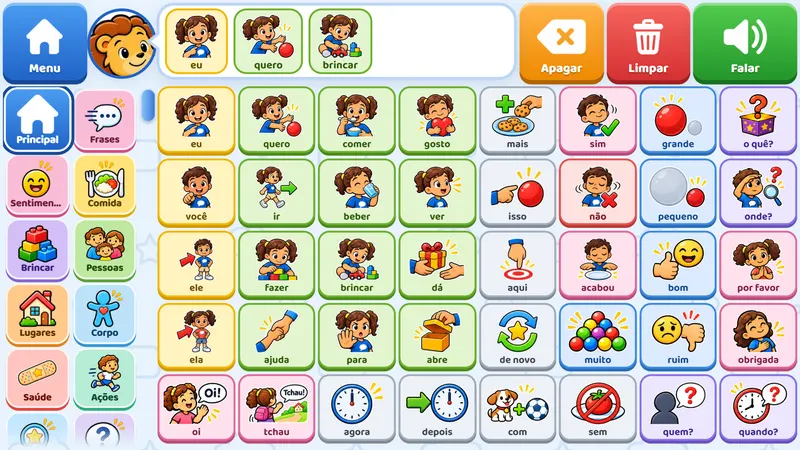 Menu
eu
quero
brincar
Apagar
Limpar
Falar
Principal
Frases
Sentimen...
Comida
Brincar
Pessoas
Lugares
Corpo
Saúde
Ações
?
eu
quero
comer
gosto
mais
sim
grande
?
o quê?
você
ir
beber
ver
isso
não
pequeno
?
onde?
ele
fazer
brincar
dá
aqui
acabou
bom
por favor
ela
ajuda
para
abre
de novo
muito
ruim
obrigada
Oi!
oi
Tchau!
tchau
agora
depois
com
sem
?
quem?
?
quando?